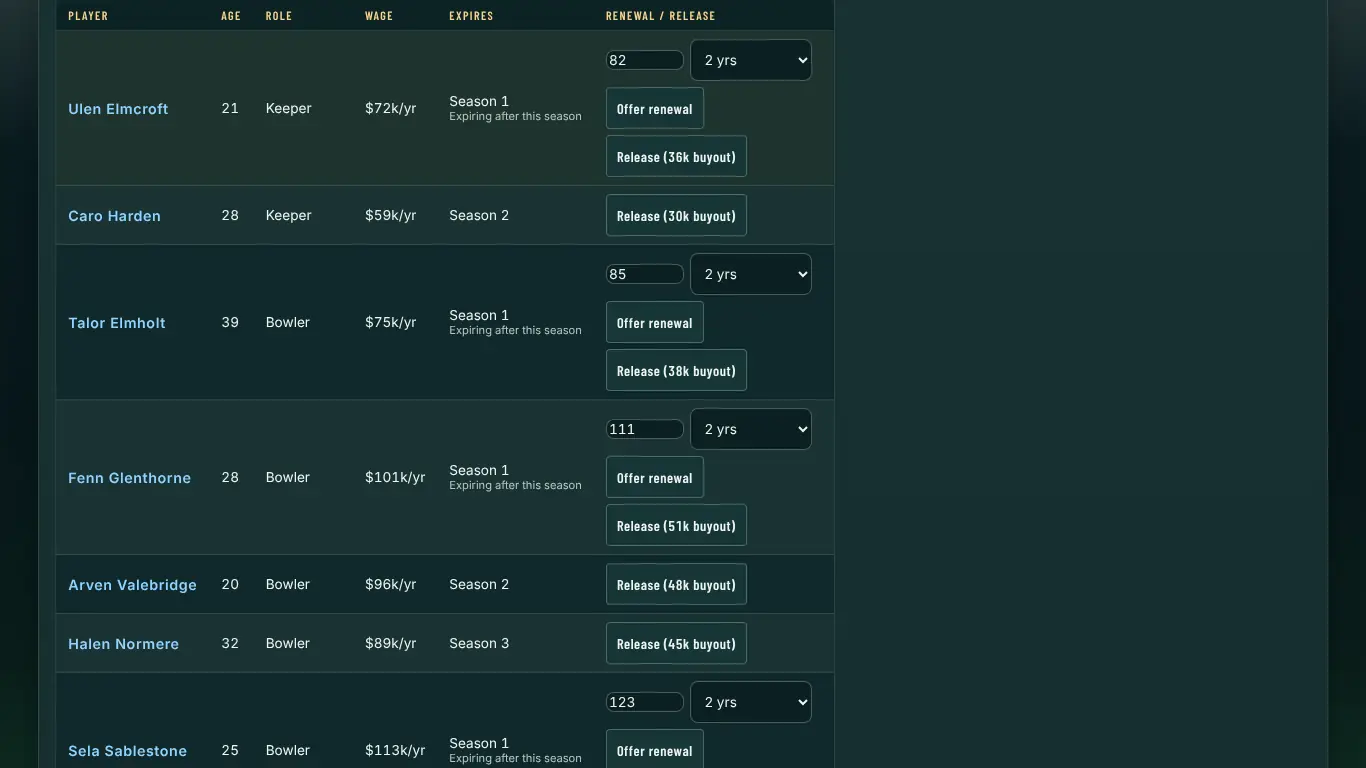 PLAYER AGE ROLE WAGE EXPIRES RENEWAL / RELEASE
82 2 yrs
Ulen Elmcroft 21 Keeper $72k/yr Season 1
Expiring after this season
Offer renewal
Release (36k buyout)
Caro Harden 28 Keeper $59k/yr Season 2 Release (30k buyout)
85 2 yrs
Talor Elmholt 39 Bowler $75k/yr Season 1
Expiring after this season
Offer renewal
Release (38k buyout)
111 2 yrs
Fenn Glenthorne 28 Bowler $101k/yr Season 1
Expiring after this season
Offer renewal
Release (51k buyout)
Arven Valebridge 20 Bowler $96k/yr Season 2 Release (48k buyout)
Halen Normere 32 Bowler $89k/yr Season 3 Release (45k buyout)
123 2 yrs
Sela Sablestone 25 Bowler $113k/yr Season 1
Expiring after this season
Offer renewal